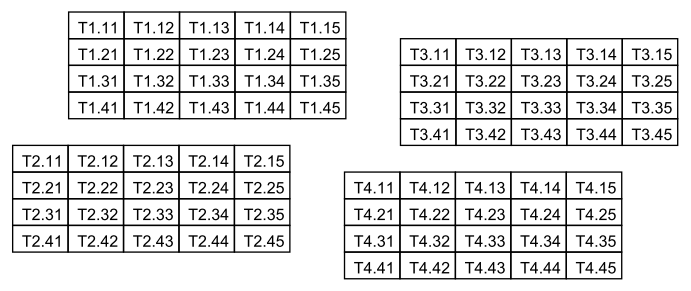 T1.11 T1.12 T1.13 T1.14 T1.15
T1.21 T1.22 T1.23 T1.24 T1.25
T1.31 T1.32 T1.33 T1.34 T1.35
T1.41 T1.42 T1.43 T1.44 T1.45
T3.11 T3.12 T3.13 T3.14 T3.15
T3.21 T3.22 T3.23 T3.24 T3.25
T3.31 T3.32 T3.33 T3.34 T3.35
T3.41 T3.42 T3.43 T3.44 T3.45
T2.11 T2.12 T2.13 T2.14 T2.15
T2.21 T2.22 T2.23 T2.24 T2.25
T2.31 T2.32 T2.33 T2.34 T2.35
T2.41 T2.42 T2.43 T2.44 T2.45
T4.11 T4.12 T4.13 T4.14 T4.15
T4.21 T4.22 T4.23 T4.24 T4.25
T4.31 T4.32 T4.33 T4.34 T4.35
T4.41 T4.42 T4.43 T4.44 T4.45